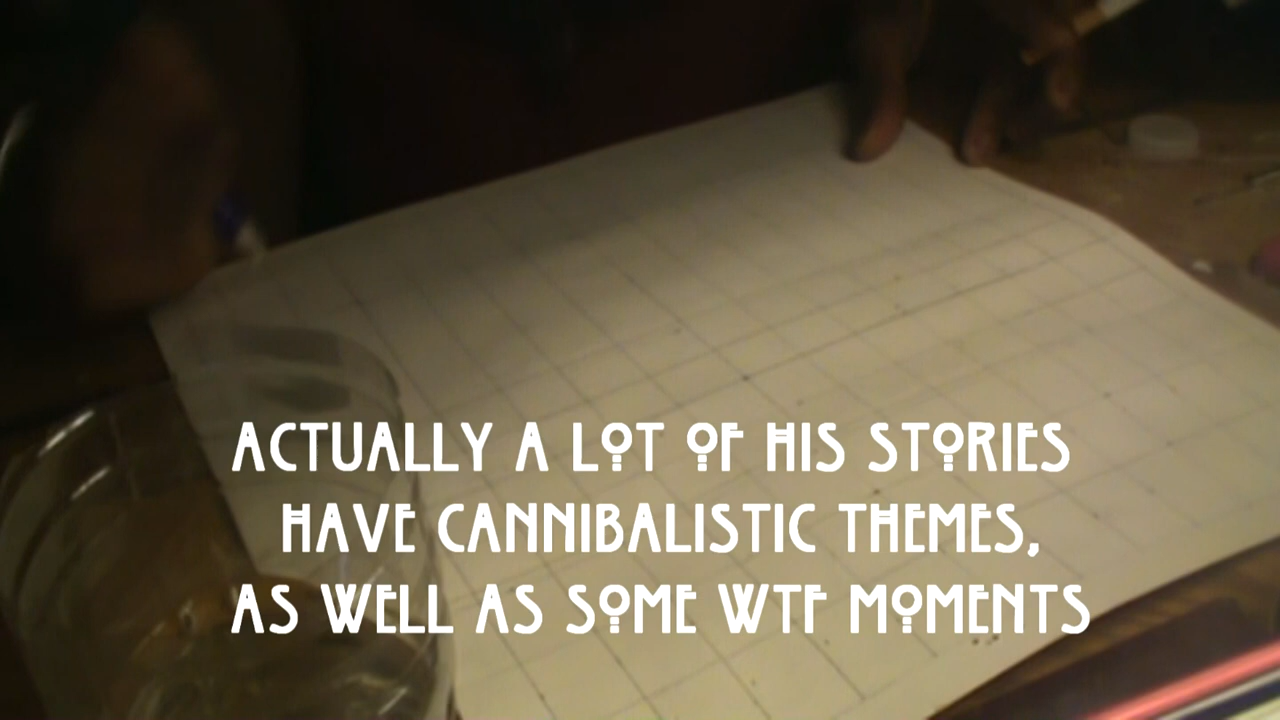 ACTUALLY A LOT OF HIS STORIES
HAVE CANNIBALISTIC THEMES,
AS WELL AS SOME WTF MOMENTS